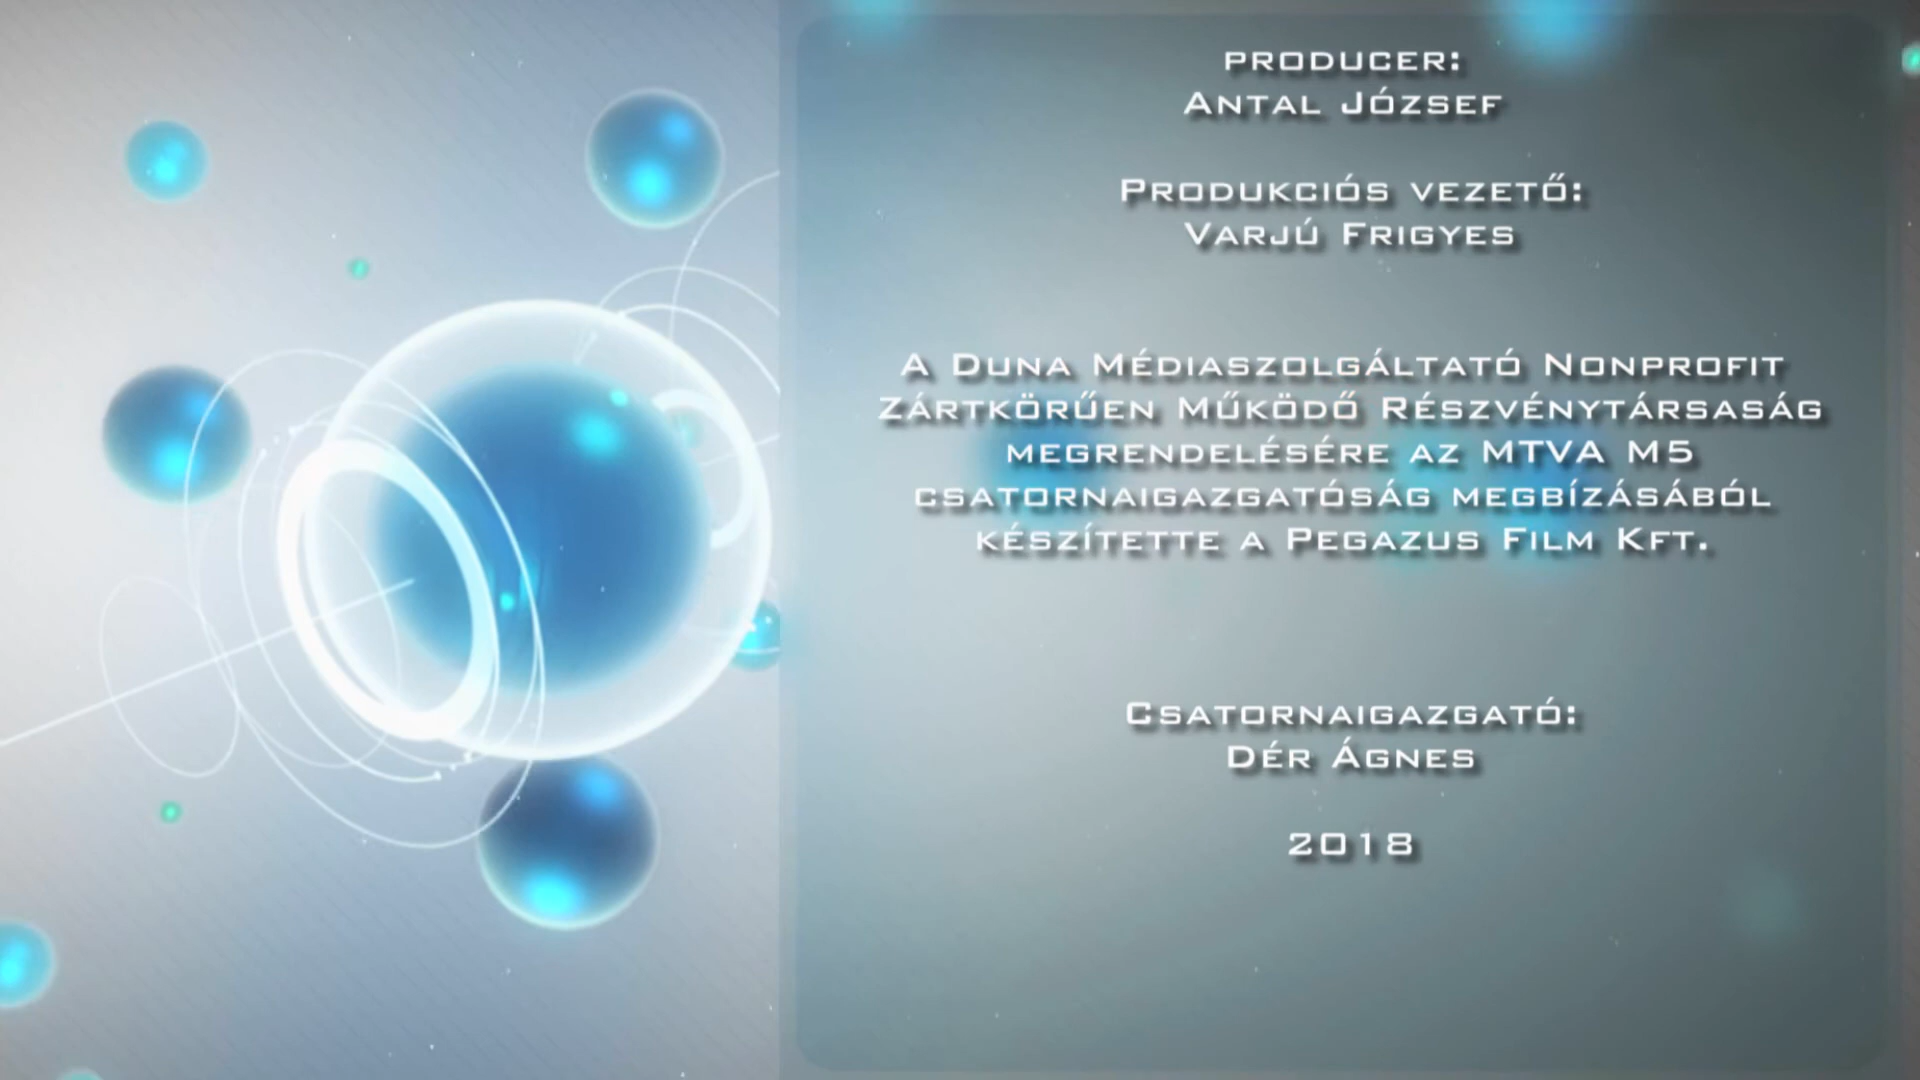 PRODUCER:
ANTAL JÓZSEF
PRODUKCIÓS VEZETŐ:
VARJÚ FRIGYES
A DUNA MÉDIASZOLGÁLTATÓ NONPROFIT
ZÁRTKÖRŰEN MŰKÖDŐ RÉSZVÉNYTÁRSASÁG
MEGRENDELÉSÉRE AZ MTVA M5
CSATORNAIGAZGATÓSÁG MEGBÍZÁSÁBÓL
KÉSZÍTETTE A PEGAZUS FILM KFT.
CSATORNAIGAZGATÓ:
DÉR ÁGNES
2018